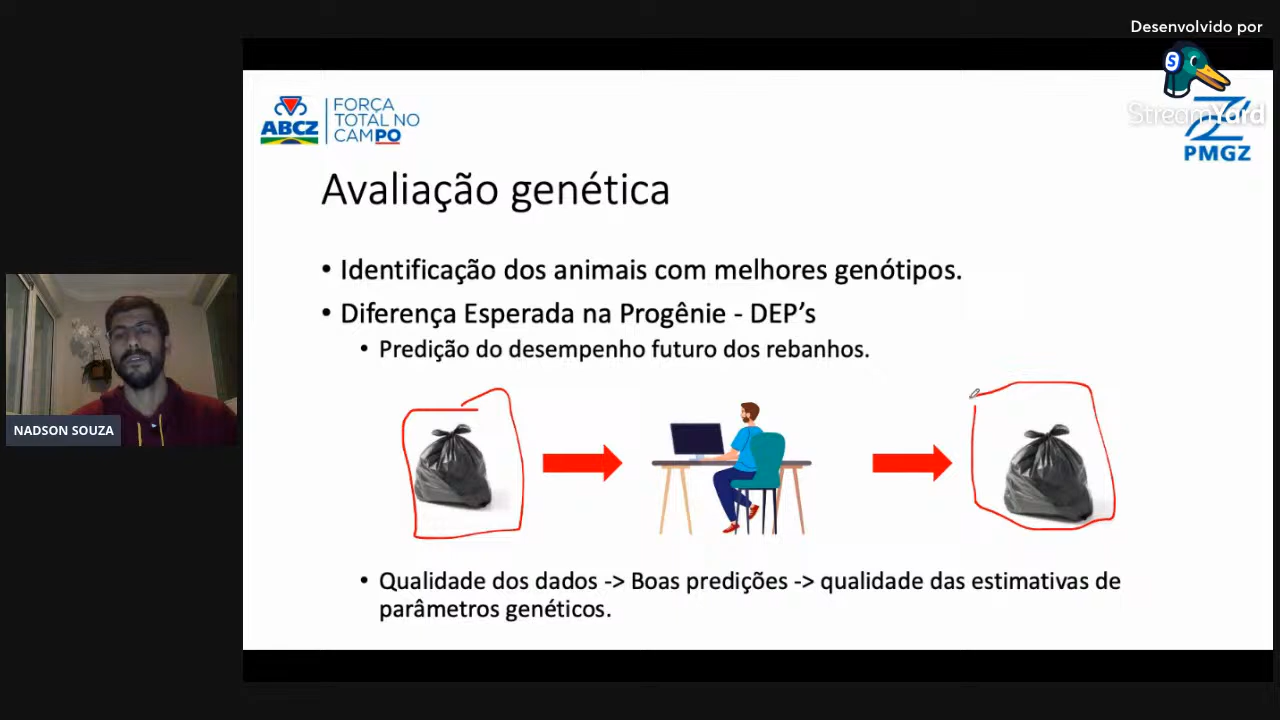 Desenvolvido por
StreamYard
ABCZ
FORÇA
TOTAL NO
CAMPO
PMGZ
Avaliação genética
• Identificação dos animais com melhores genótipos.
• Diferença Esperada na Progênie - DEP's
• Predição do desempenho futuro dos rebanhos.
NADSON SOUZA
• Qualidade dos dados -> Boas predições -> qualidade das estimativas de
parâmetros genéticos.